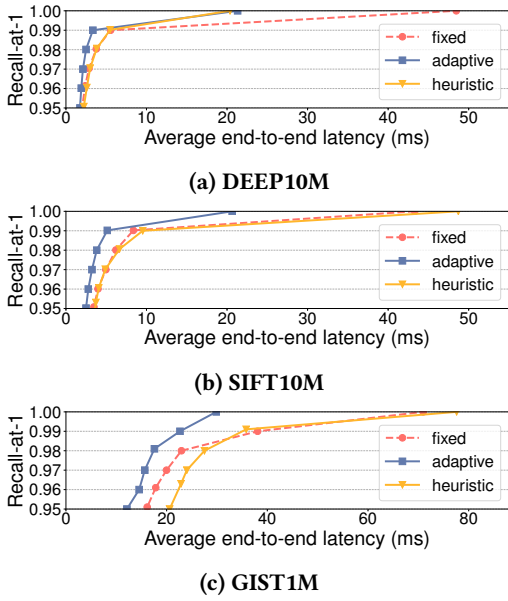 Recall-at-1
1.00
0.99
0.98
0.97
0.96
0.95
fixed
adaptive
heuristic
0 10 20 30 40 50
Average end-to-end latency (ms)
(a) DEEP10M
Recall-at-1
1.00
0.99
0.98
0.97
0.96
0.95
fixed
adaptive
heuristic
0 10 20 30 40 50
Average end-to-end latency (ms)
(b) SIFT10M
Recall-at-1
1.00
0.99
0.98
0.97
0.96
0.95
fixed
adaptive
heuristic
0 20 40 60 80
Average end-to-end latency (ms)
(c) GIST1M